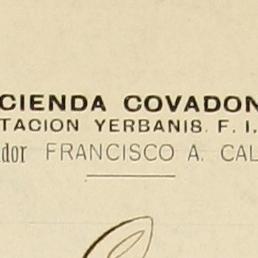 CIENDA COVADON
TACION YERBANIS. F. I.
dor FRANCISCO A. CAL